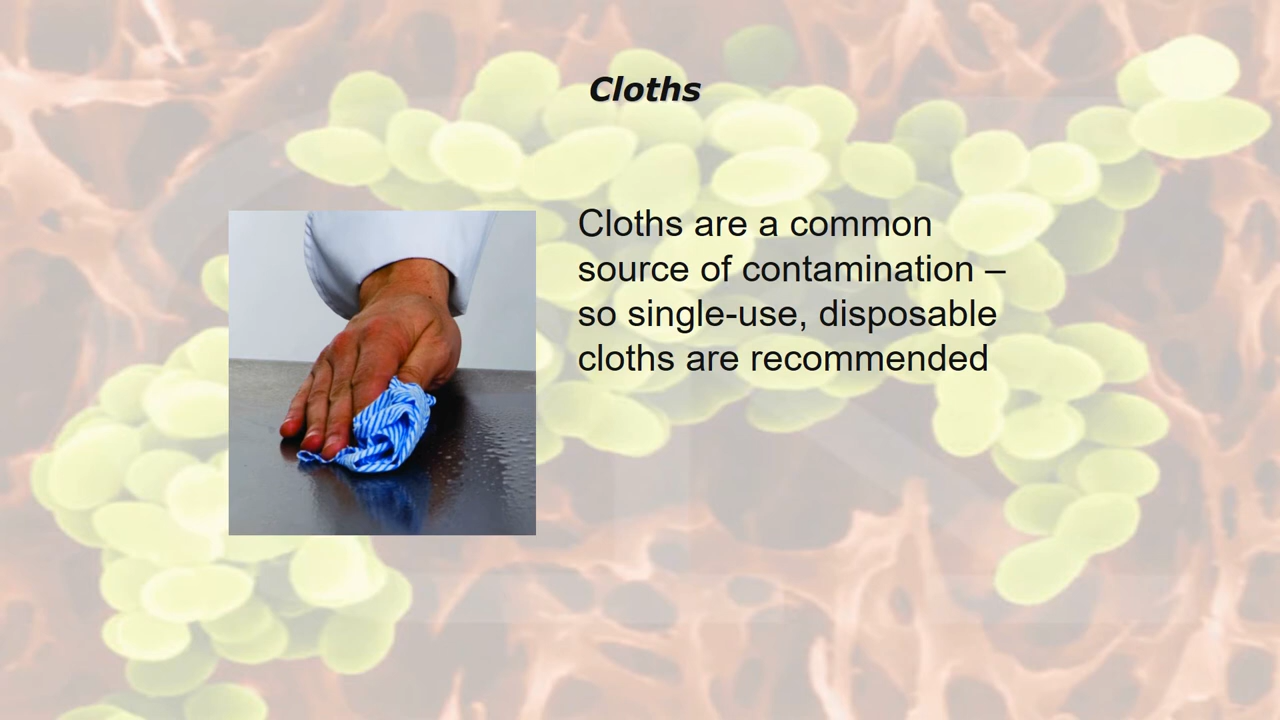 Cloths
Cloths are a common
source of contamination –
so single-use, disposable
cloths are recommended